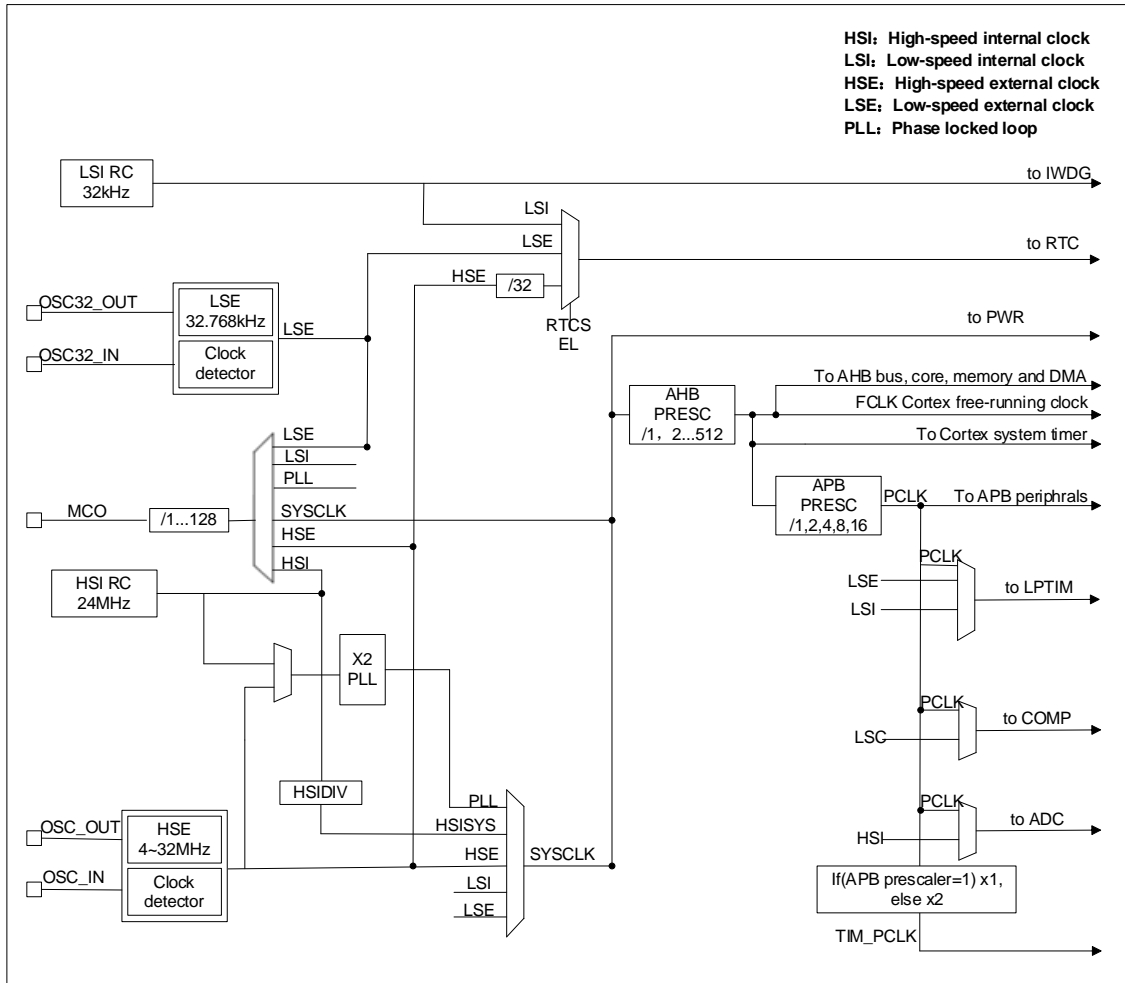 HSI：High-speed internal clock
LSI：Low-speed internal clock
HSE：High-speed external clock
LSE：Low-speed external clock
PLL：Phase locked loop
LSI RC
32kHz
to IWDG
LSI
LSE
to RTC
HSE
/32
OSC32_OUT
LSE
32.768kHz
LSE
RTCS
EL
to PWR
OSC32_IN
Clock
detector
To AHB bus, core, memory and DMA
AHB
PRESC
/1，2...512
FCLK Cortex free-running clock
To Cortex system timer
LSE
LSI
PLL
APB
PRESC
/1,2,4,8,16
PCLK
To APB periphrals
MCO
/1...128
SYSCLK
HSE
HSI
PCLK
LSE
LSI
to LPTIM
HSI RC
24MHz
X2
PLL
PCLK
LSC
to COMP
HSIDIV
PLL
HSISYS
HSE
LSI
LSE
SYSCLK
PCLK
HSI
to ADC
OSC_OUT
HSE
4~32MHz
OSC_IN
Clock
detector
If(APB prescaler=1) x1,
else x2
TIM_PCLK